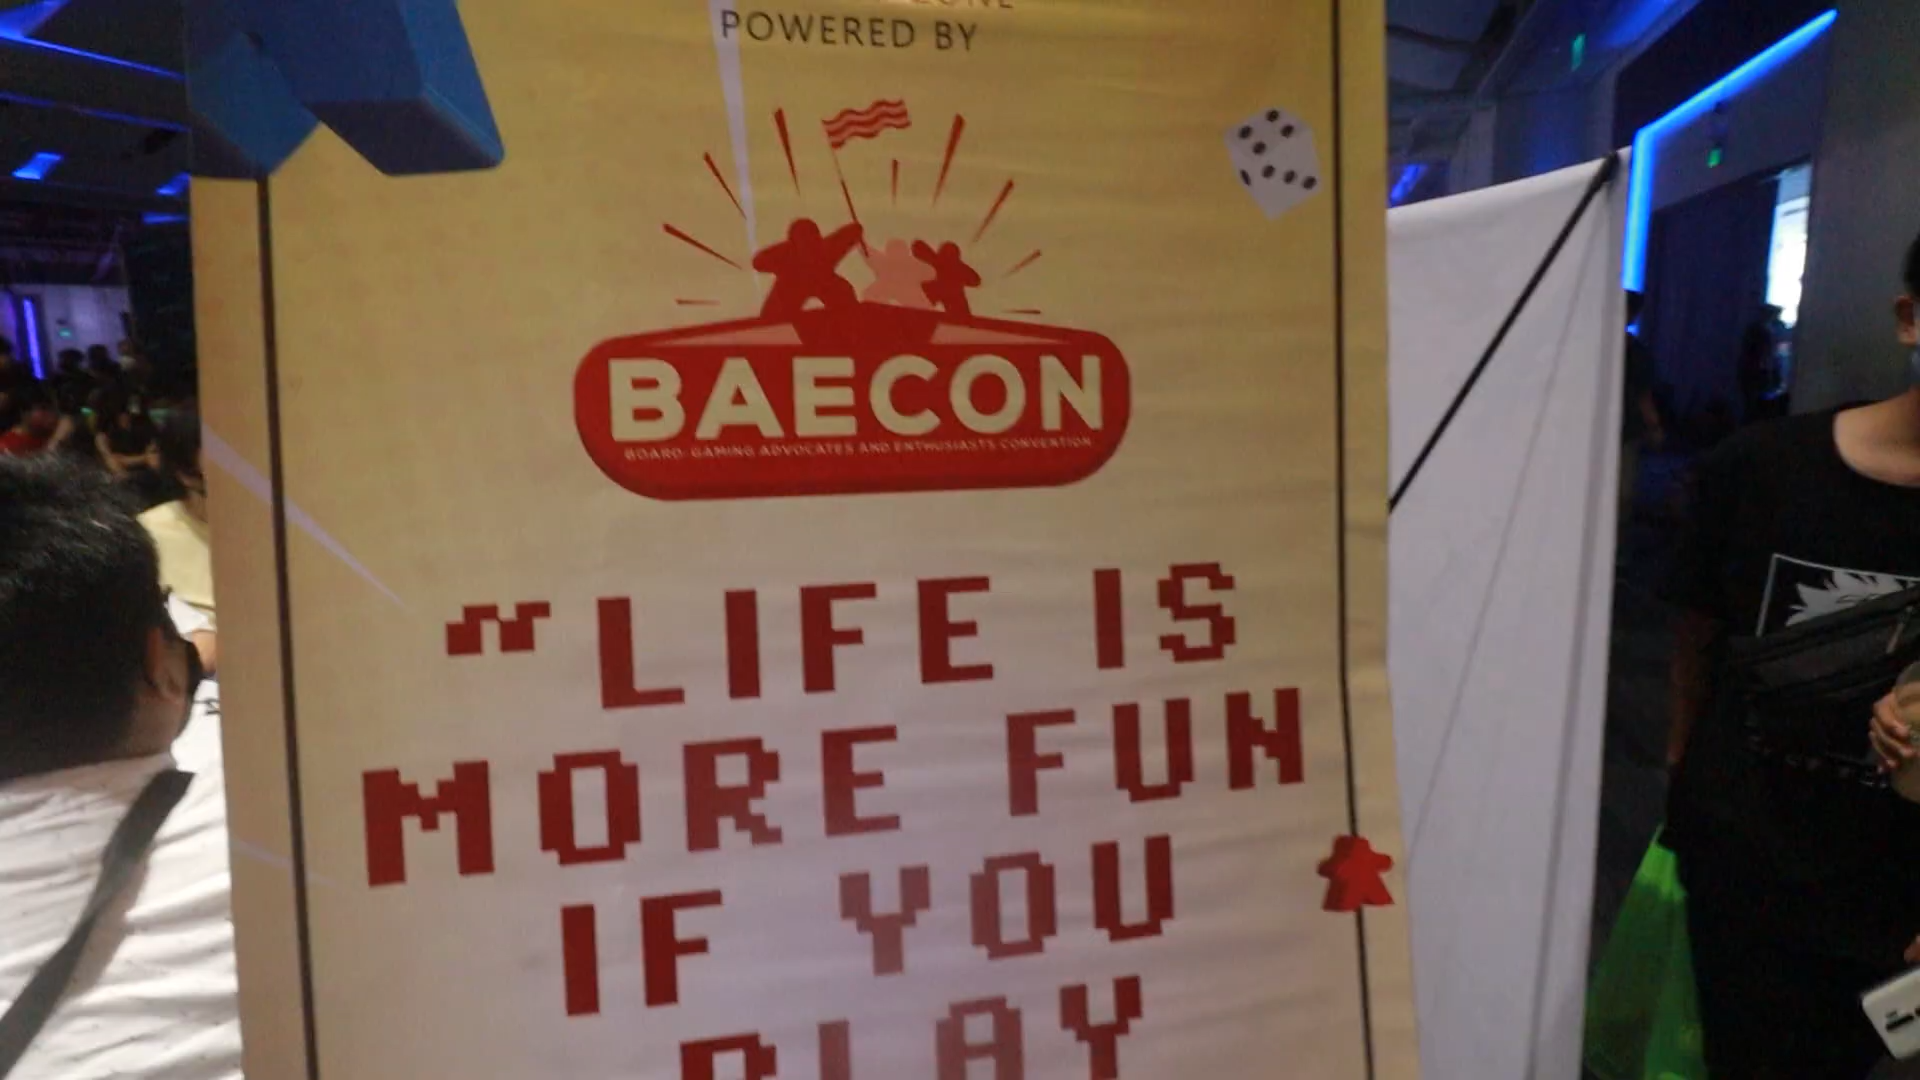 POWERED BY
BAECON
BOARD-GAMING ADVOCATES AND ENTHUSIASTS CONVENTION
"LIFE IS
MORE FUN
IF YOU
PLAY